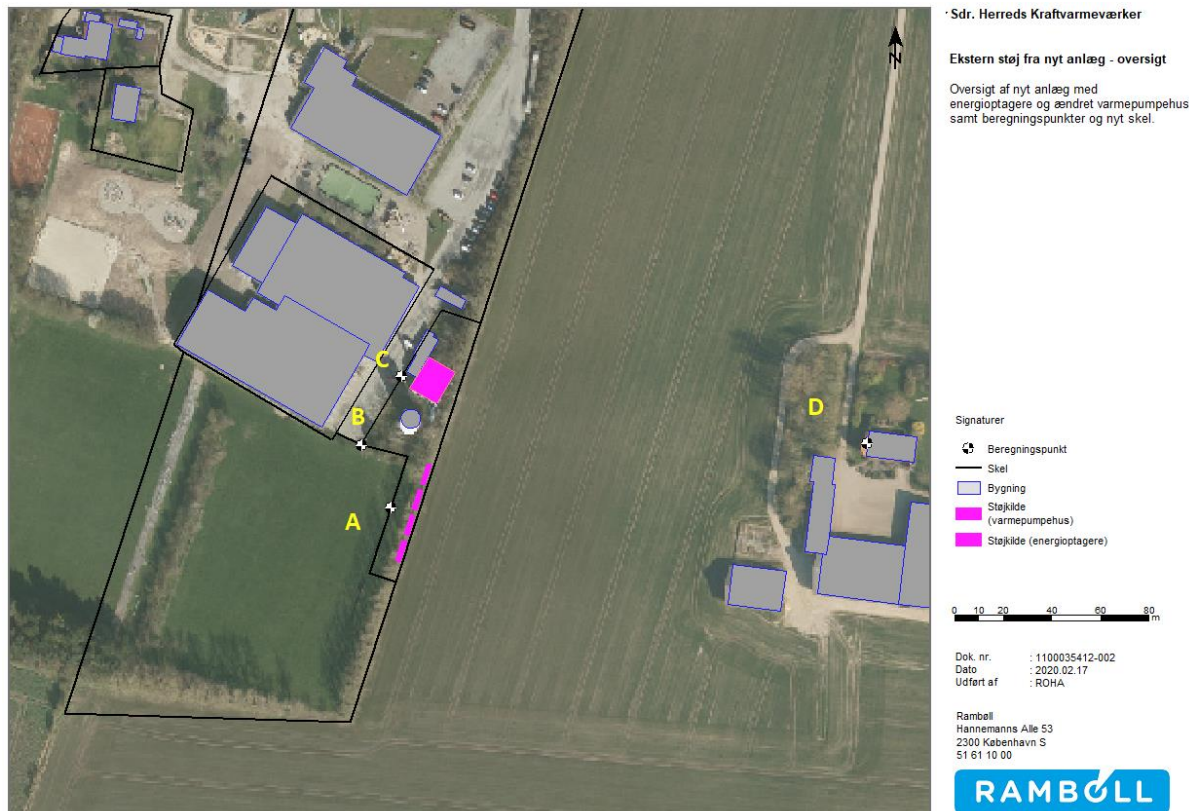 Sdr. Herreds Kraftvarmeværker
Ekstern støj fra nyt anlæg - oversigt
Oversigt af nyt anlæg med
energioptagere og ændret varmepumpehus
samt beregningspunkter og nyt skel.
N
C
B
A
D
Signaturer
Beregningspunkt
Skel
Bygning
Støjkilde
(varmepumpehus)
Støjkilde (energioptagere)
0 10 20 40 60 80
m
Dok. nr. : 1100035412-002
Dato : 2020.02.17
Udført af : ROHA
Rambøll
Hannemanns Alle 53
2300 København S
51 61 10 00
RAMBOLL